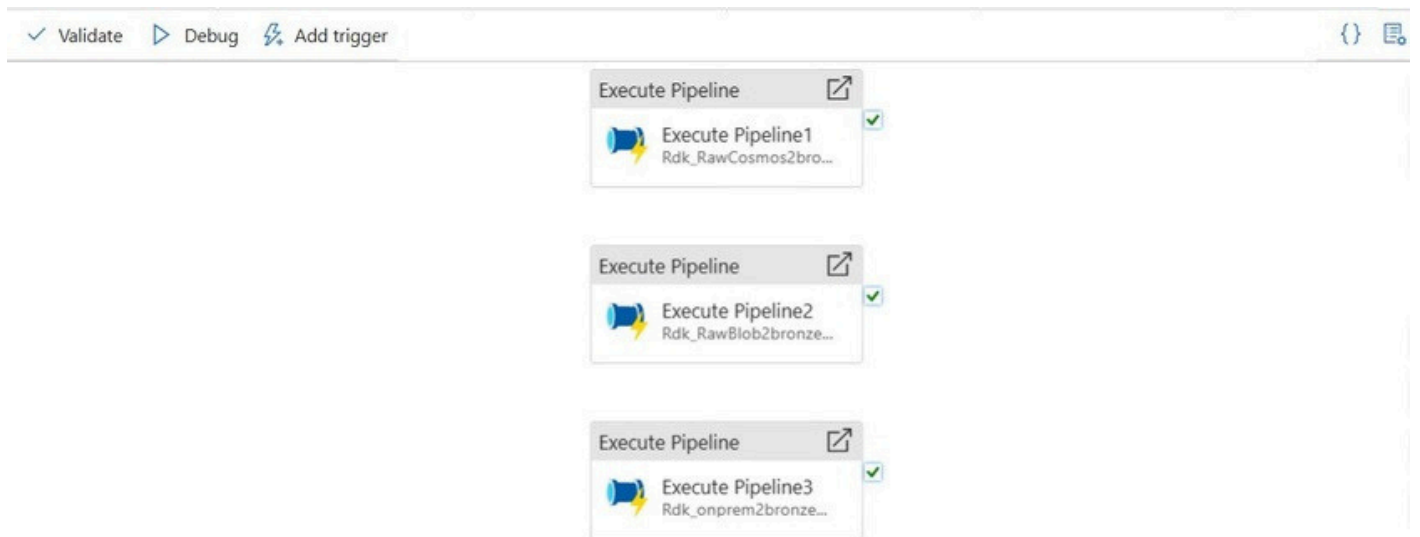 Validate Debug Add trigger {}
Execute Pipeline
Execute Pipeline1
Rdk_RawCosmos2bro...
Execute Pipeline
Execute Pipeline2
Rdk_RawBlob2bronze...
Execute Pipeline
Execute Pipeline3
Rdk_onprem2bronze...